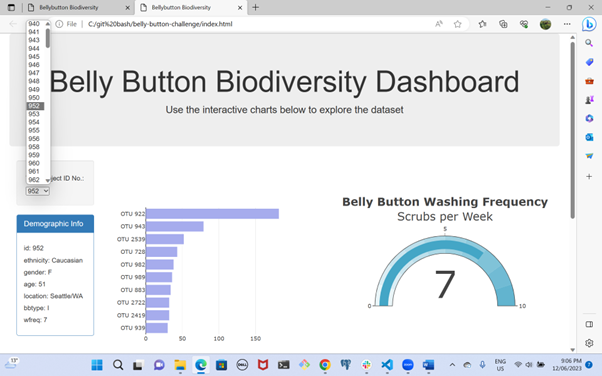 Bellybutton Biodiversity
Bellybutton Biodiversity
File
C:/git%20bash/belly-button-challenge/index.html
940
941
943
944
945
946
947
948
949
950
952
953
954
955
956
958
959
960
961
962
Belly Button Biodiversity Dashboard
Use the interactive charts below to explore the dataset
ject ID No.:
952
Demographic Info
id: 952
ethnicity: Caucasian
gender: F
age: 51
location: Seattle/WA
bbtype: I
wfreq: 7
OTU 922
OTU 943
OTU 2539
OTU 728
OTU 982
OTU 989
OTU 883
OTU 2722
OTU 2419
OTU 939
0
50
100
150
Belly Button Washing Frequency
Scrubs per Week
5
7
0
10
13°
DELL
ENG
US
9:06 PM
12/06/2023